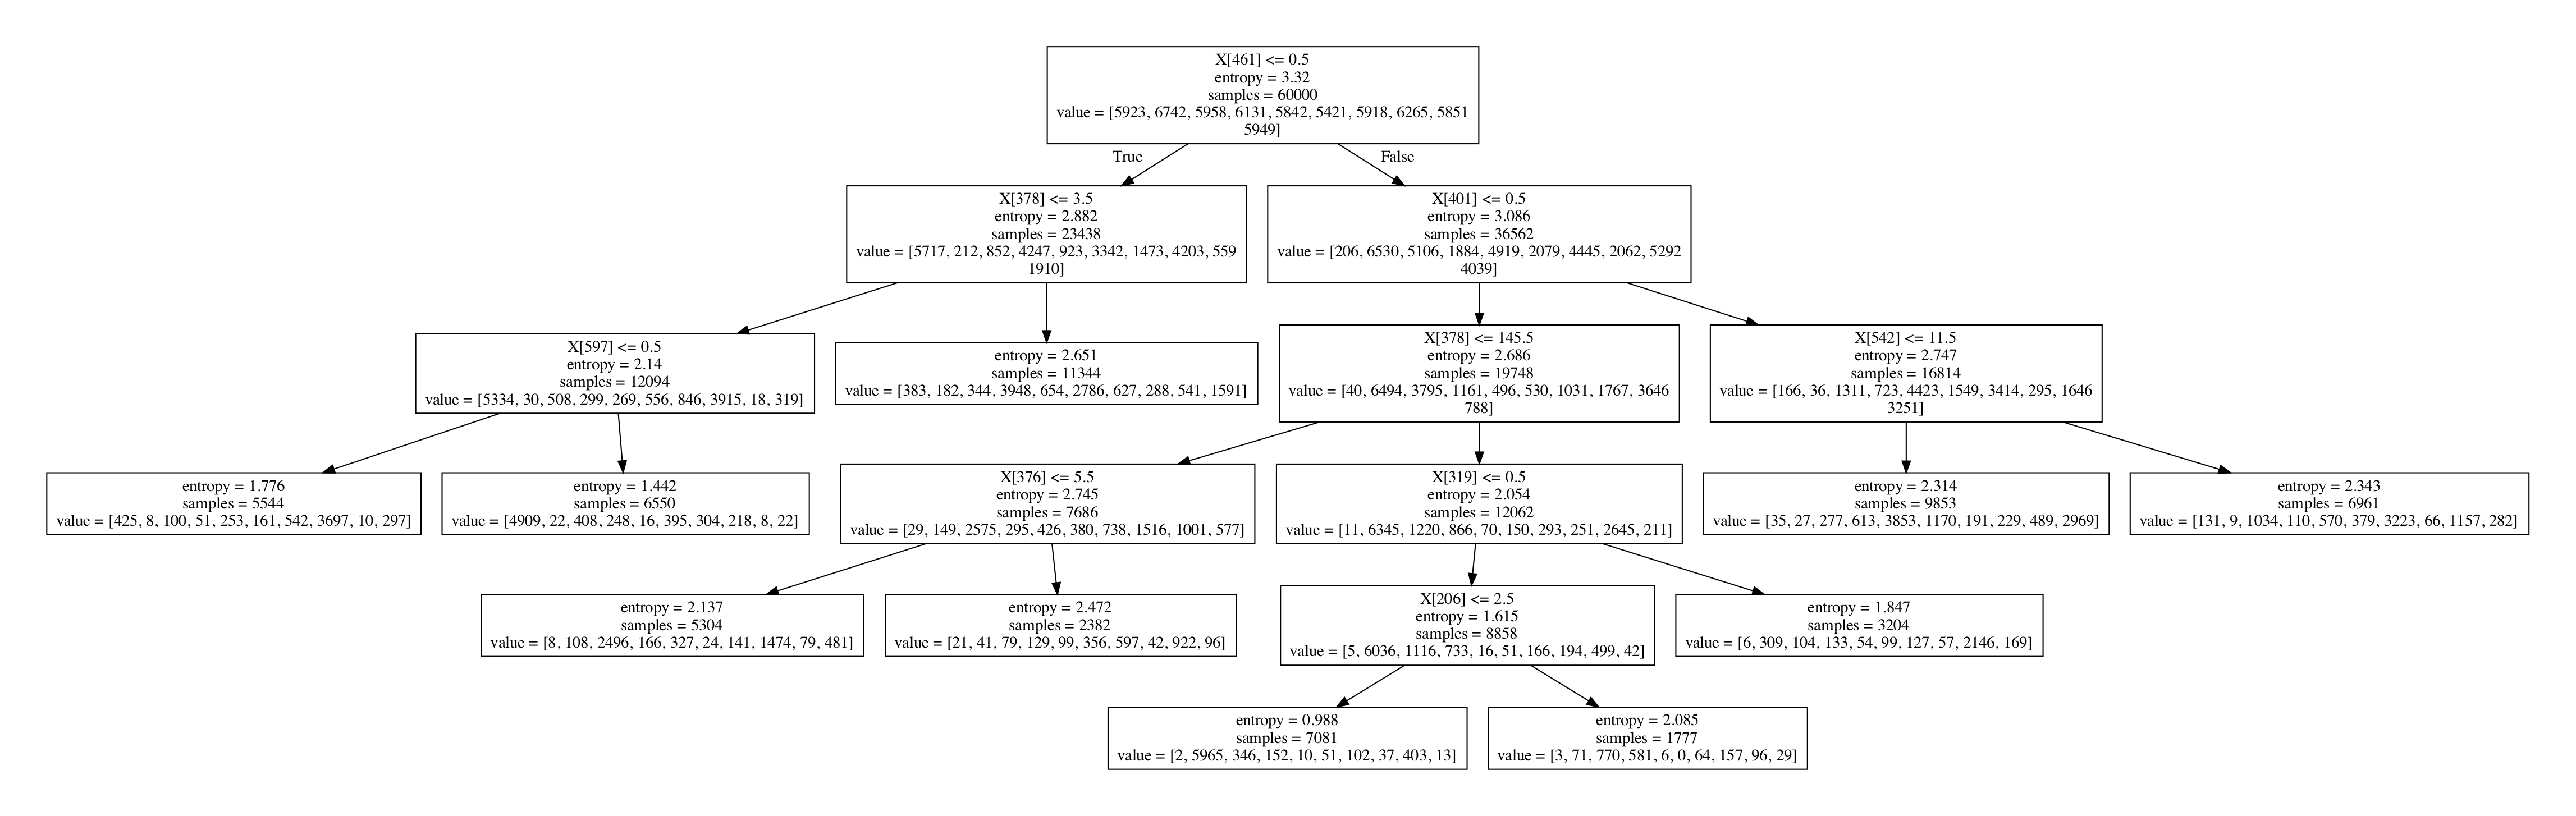 X[461] <= 0.5
entropy = 3.32
samples = 60000
value = [5923, 6742, 5958, 6131, 5842, 5421, 5918, 6265, 5851
5949]
True
False
X[378] <= 3.5
entropy = 2.882
samples = 23438
value = [5717, 212, 852, 4247, 923, 3342, 1473, 4203, 559
1910]
X[401] <= 0.5
entropy = 3.086
samples = 36562
value = [206, 6530, 5106, 1884, 4919, 2079, 4445, 2062, 5292
4039]
X[597] <= 0.5
entropy = 2.14
samples = 12094
value = [5334, 30, 508, 299, 269, 556, 846, 3915, 18, 319]
entropy = 2.651
samples = 11344
value = [383, 182, 344, 3948, 654, 2786, 627, 288, 541, 1591]
X[378] <= 145.5
entropy = 2.686
samples = 19748
value = [40, 6494, 3795, 1161, 496, 530, 1031, 1767, 3646
788]
X[542] <= 11.5
entropy = 2.747
samples = 16814
value = [166, 36, 1311, 723, 4423, 1549, 3414, 295, 1646
3251]
entropy = 1.776
samples = 5544
value = [425, 8, 100, 51, 253, 161, 542, 3697, 10, 297]
entropy = 1.442
samples = 6550
value = [4909, 22, 408, 248, 16, 395, 304, 218, 8, 22]
X[376] <= 5.5
entropy = 2.745
samples = 7686
value = [29, 149, 2575, 295, 426, 380, 738, 1516, 1001, 577]
X[319] <= 0.5
entropy = 2.054
samples = 12062
value = [11, 6345, 1220, 866, 70, 150, 293, 251, 2645, 211]
entropy = 2.314
samples = 9853
value = [35, 27, 277, 613, 3853, 1170, 191, 229, 489, 2969]
entropy = 2.343
samples = 6961
value = [131, 9, 1034, 110, 570, 379, 3223, 66, 1157, 282]
entropy = 2.137
samples = 5304
value = [8, 108, 2496, 166, 327, 24, 141, 1474, 79, 481]
entropy = 2.472
samples = 2382
value = [21, 41, 79, 129, 99, 356, 597, 42, 922, 96]
X[206] <= 2.5
entropy = 1.615
samples = 8858
value = [5, 6036, 1116, 733, 16, 51, 166, 194, 499, 42]
entropy = 1.847
samples = 3204
value = [6, 309, 104, 133, 54, 99, 127, 57, 2146, 169]
entropy = 0.988
samples = 7081
value = [2, 5965, 346, 152, 10, 51, 102, 37, 403, 13]
entropy = 2.085
samples = 1777
value = [3, 71, 770, 581, 6, 0, 64, 157, 96, 29]